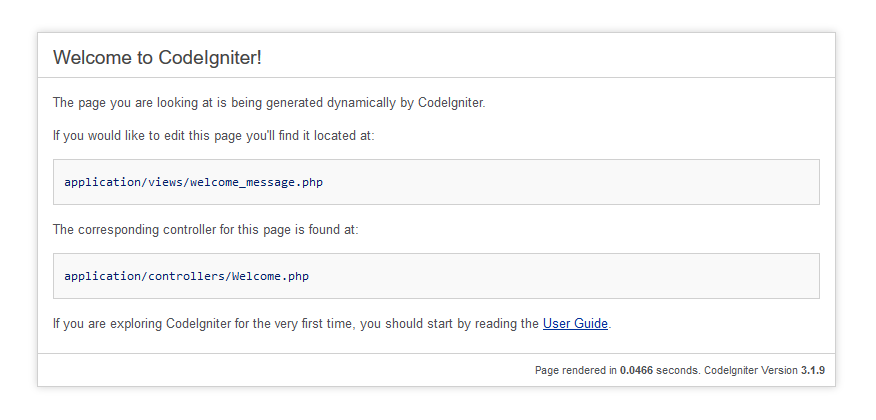 Welcome to CodeIgniter!
The page you are looking at is being generated dynamically by CodeIgniter.
If you would like to edit this page you'll find it located at:
application/views/welcome_message.php
The corresponding controller for this page is found at:
application/controllers/Welcome.php
If you are exploring CodeIgniter for the very first time, you should start by reading the User Guide.
Page rendered in 0.0466 seconds. CodeIgniter Version 3.1.9